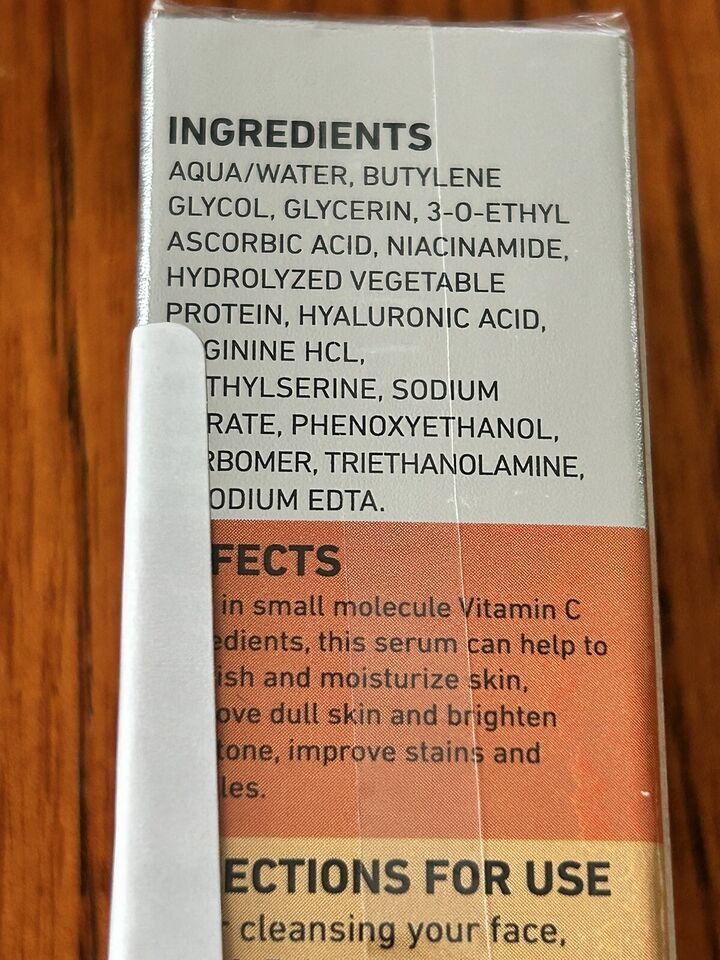 INGREDIENTS
AQUA/WATER, BUTYLENE
GLYCOL, GLYCERIN, 3-O-ETHYL
ASCORBIC ACID, NIACINAMIDE,
HYDROLYZED VEGETABLE
PROTEIN, HYALURONIC ACID,
GININE HCL,
THYLSERINE, SODIUM
RATE, PHENOXYETHANOL,
RBOMER, TRIETHANOLAMINE,
ODIUM EDTA.
FECTS
in small molecule Vitamin C
edients, this serum can help to
ish and moisturize skin,
ove dull skin and brighten
tone, improve stains and
les.
ECTIONS FOR USE
cleansing your face,